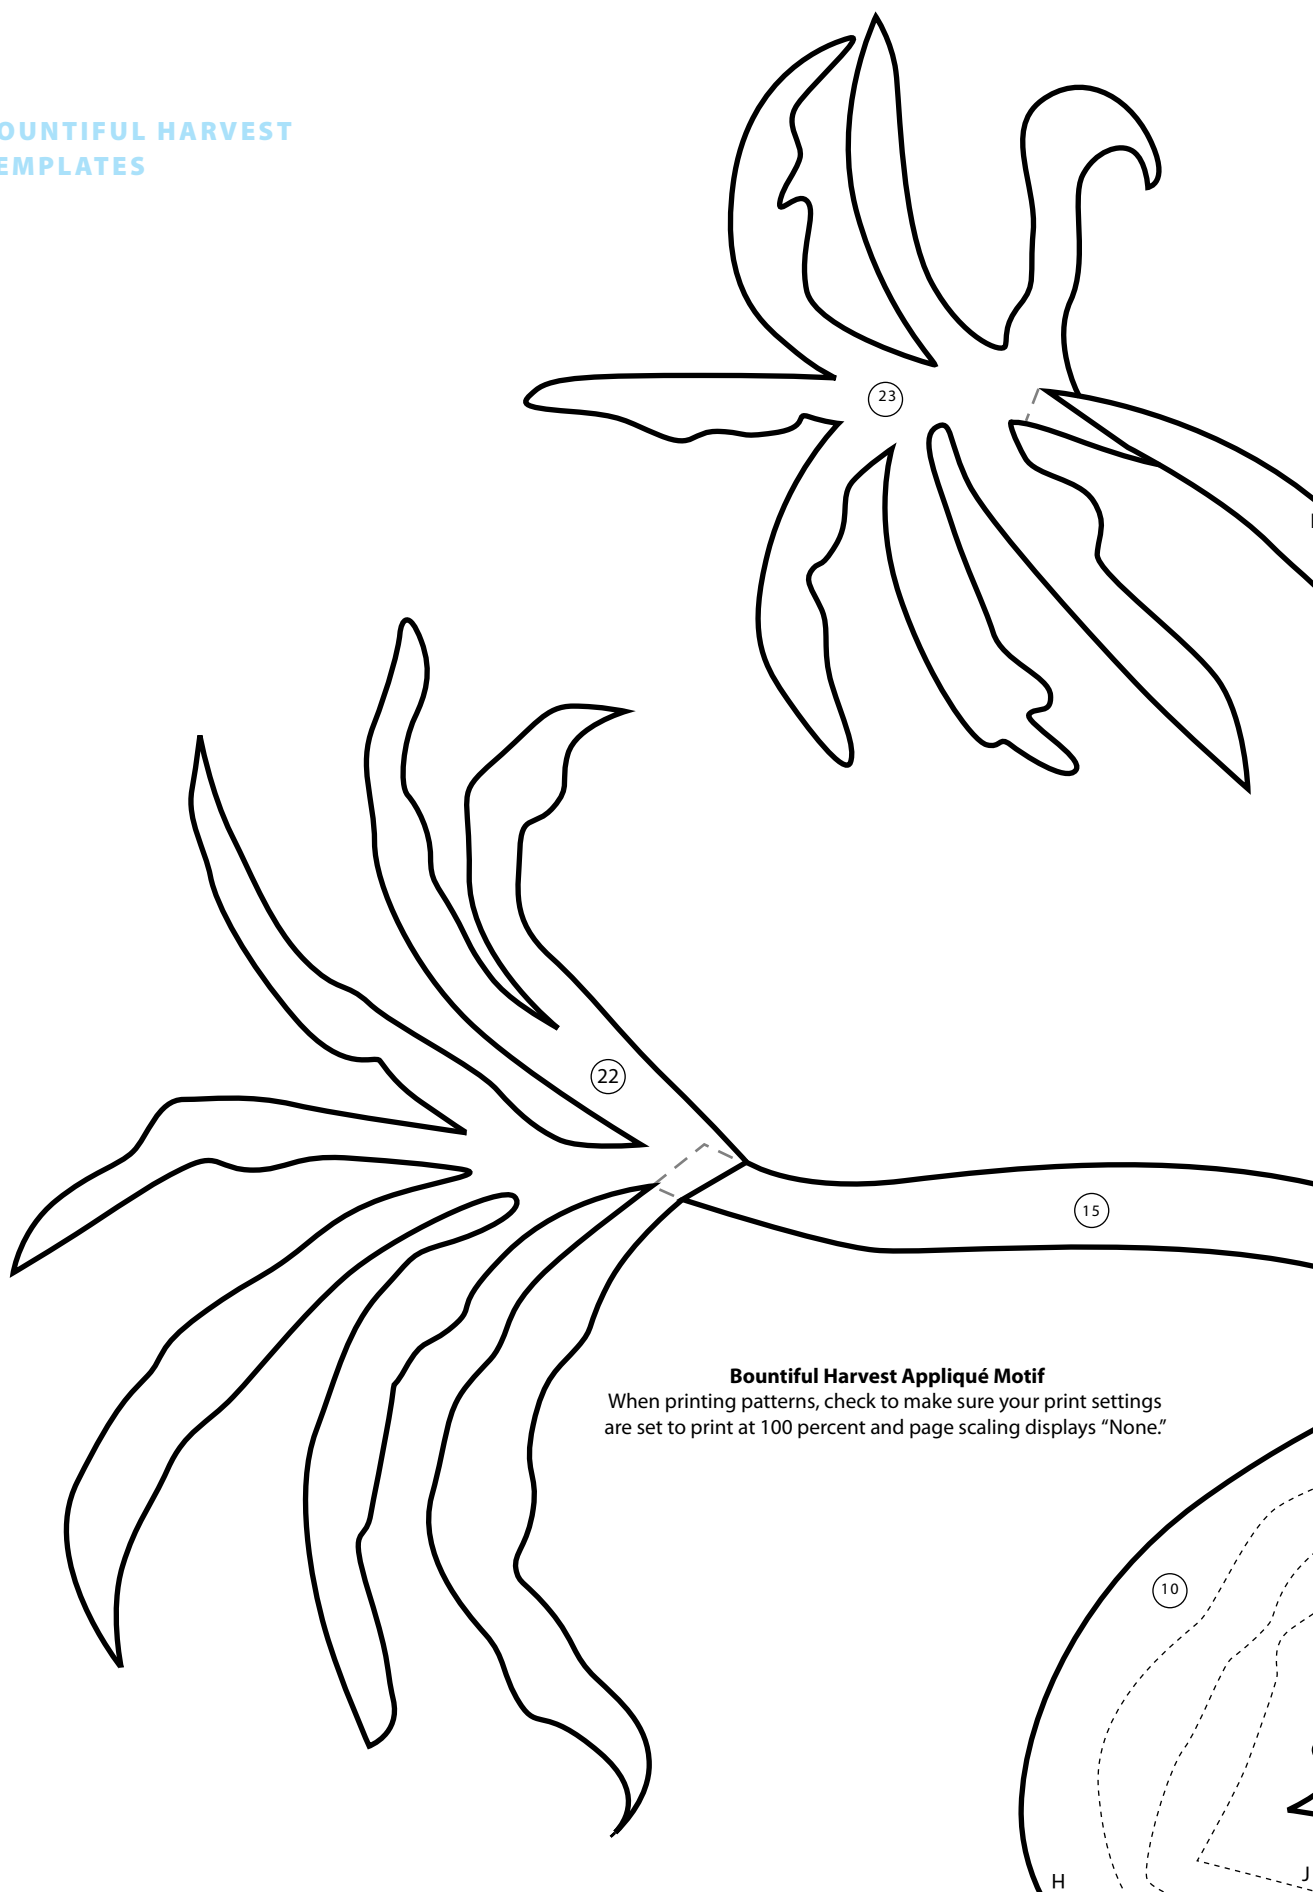 OUNTIFUL HARVEST
EMPLATES
23
22
15
Bountiful Harvest Appliqué Motif
When printing patterns, check to make sure your print settings
are set to print at 100 percent and page scaling displays “None.”
10
H
J